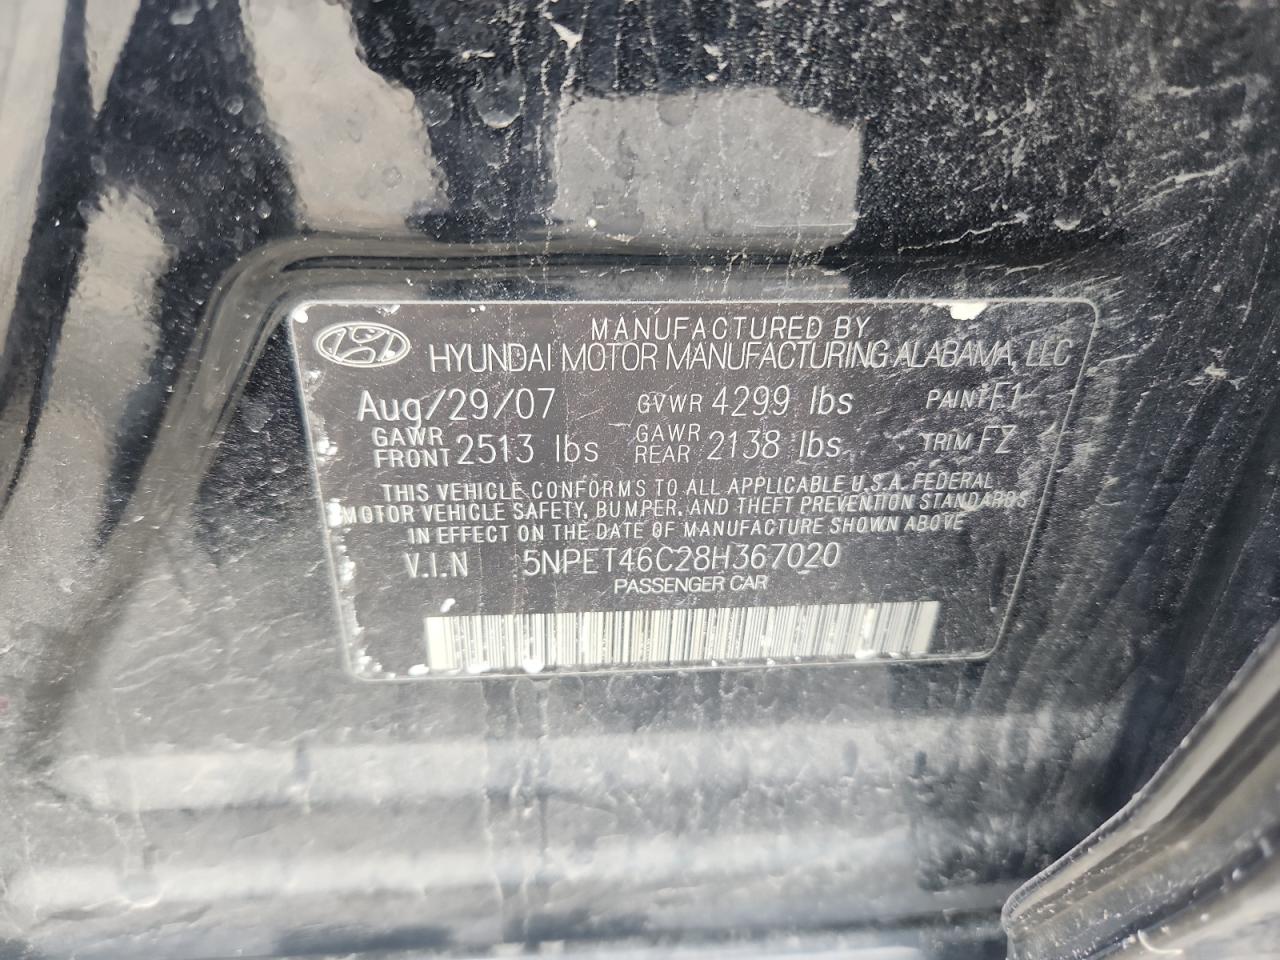 MANUFACTURED BY
HYUNDAI MOTOR MANUFACTURING ALABAMA, LLC
Aug/29/07 GVWR 4299 lbs PAINT F1
GAWR FRONT 2513 lbs GAWR REAR 2138 lbs TRIM FZ
THIS VEHICLE CONFORMS TO ALL APPLICABLE U.S.A. FEDERAL
MOTOR VEHICLE SAFETY, BUMPER, AND THEFT PREVENTION STANDARDS
IN EFFECT ON THE DATE OF MANUFACTURE SHOWN ABOVE
V.I.N 5NPET46C28H367020
PASSENGER CAR